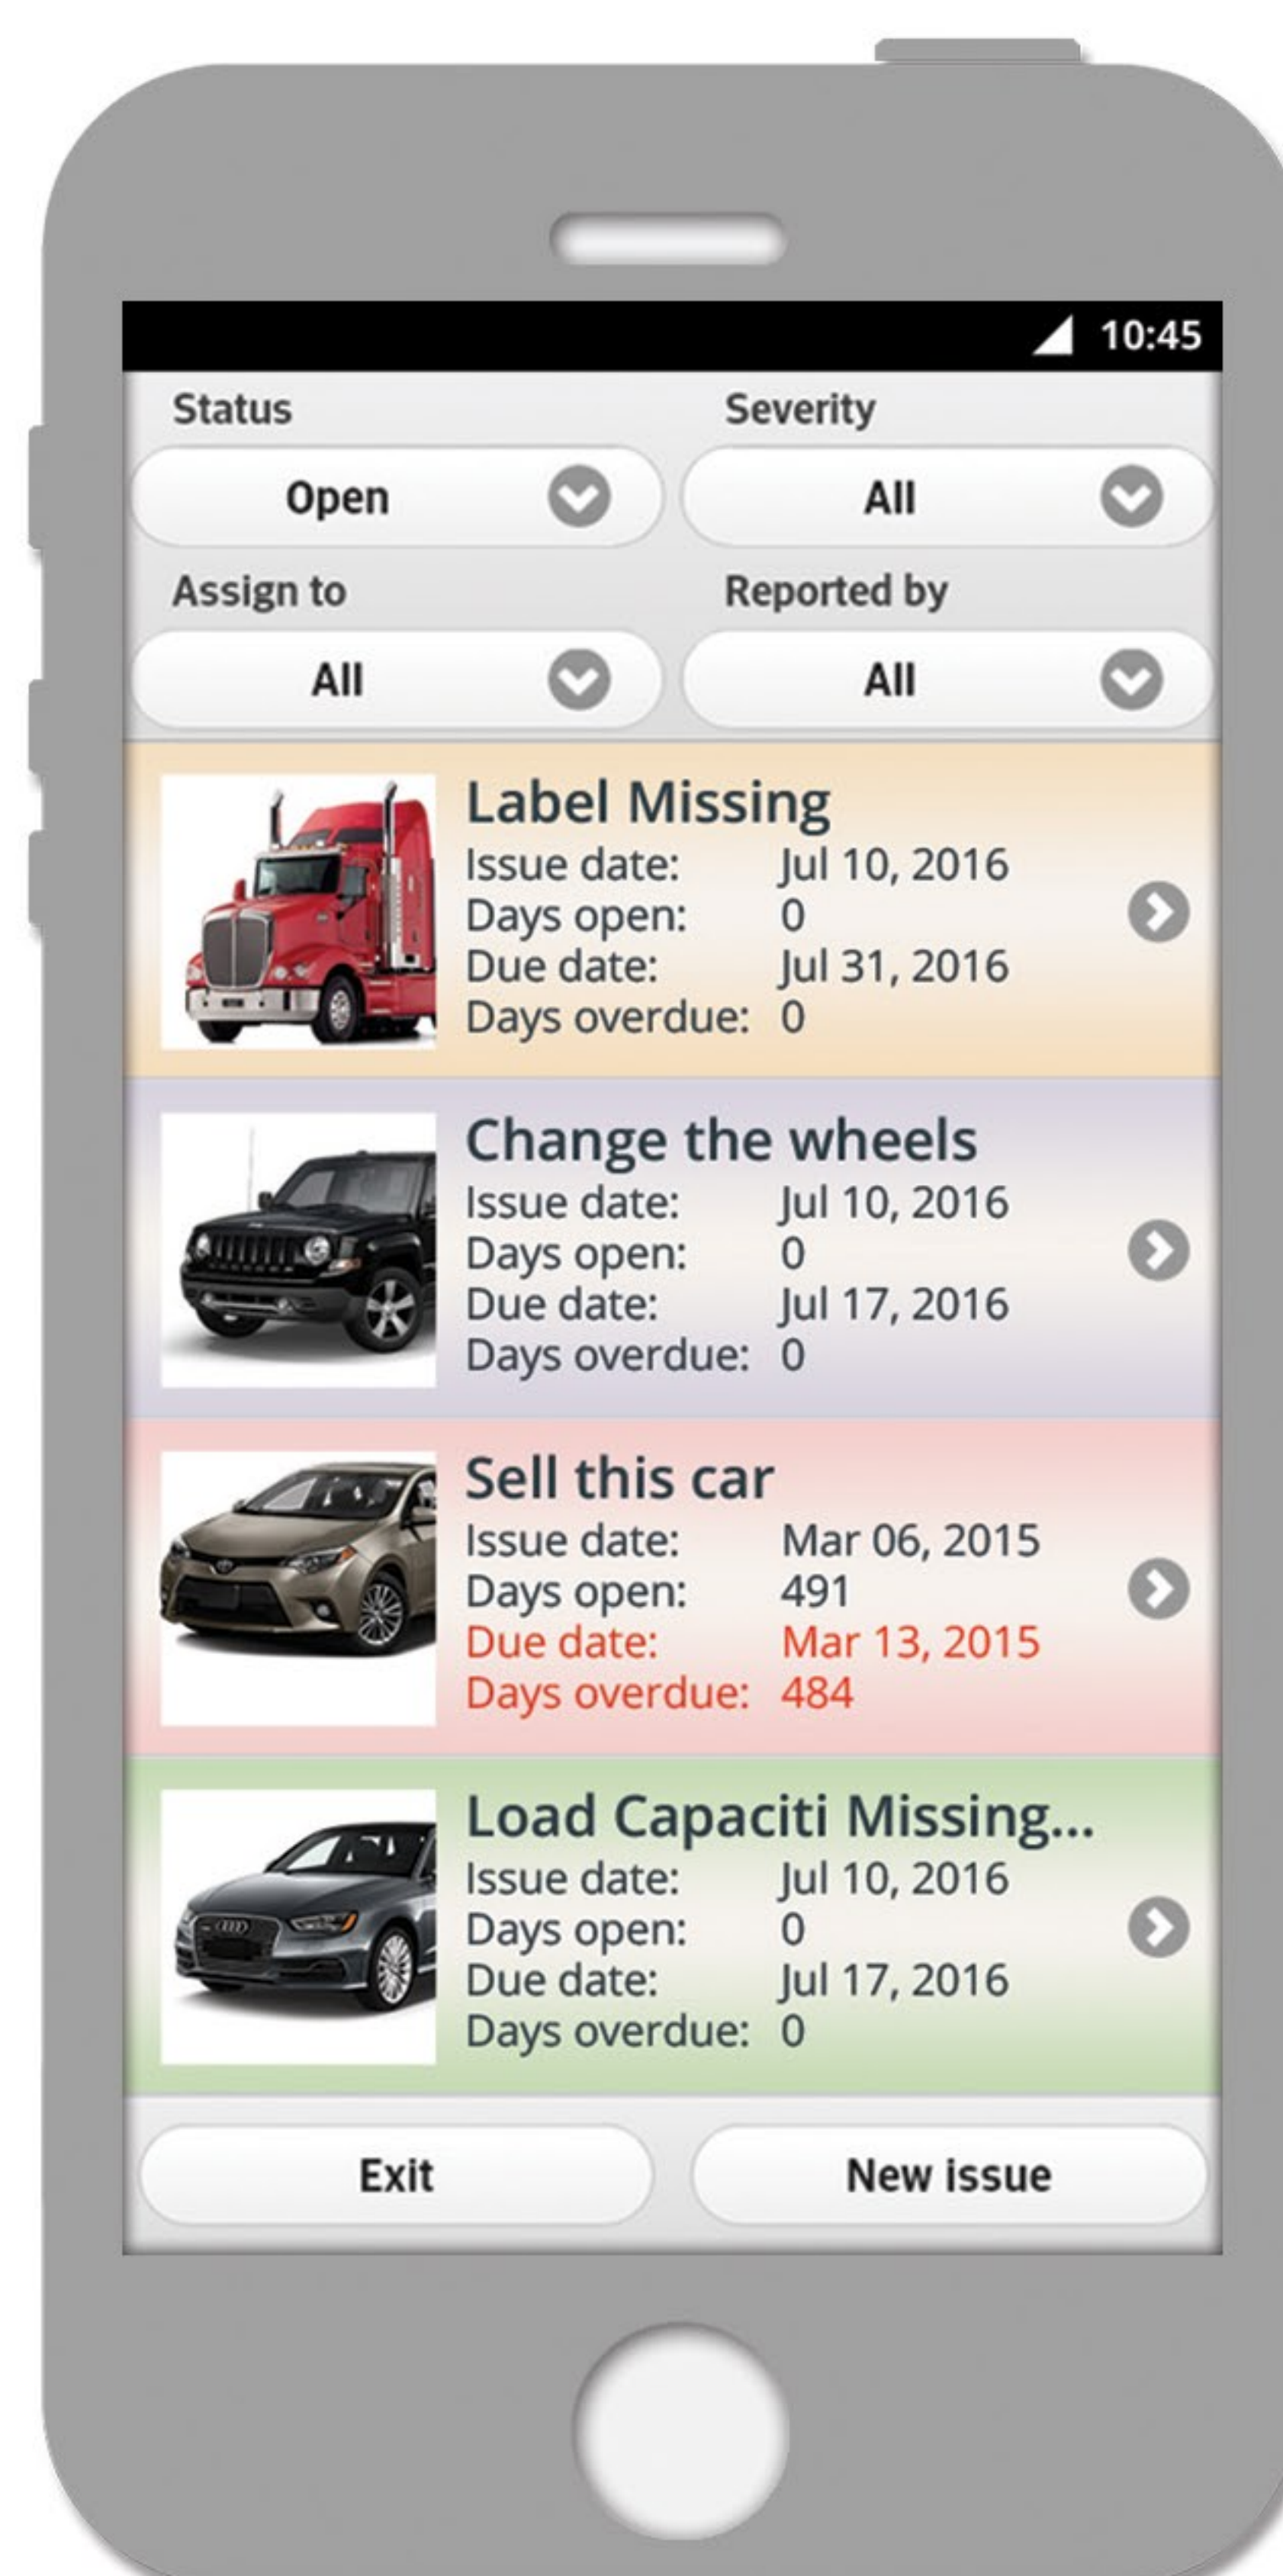 10:45
Status Severity
Open All
Assign to Reported by
All All
Label Missing
Issue date: Jul 10, 2016
Days open: 0
Due date: Jul 31, 2016
Days overdue: 0
Change the wheels
Issue date: Jul 10, 2016
Days open: 0
Due date: Jul 17, 2016
Days overdue: 0
Sell this car
Issue date: Mar 06, 2015
Days open: 491
Due date: Mar 13, 2015
Days overdue: 484
Load Capaciti Missing...
Issue date: Jul 10, 2016
Days open: 0
Due date: Jul 17, 2016
Days overdue: 0
Exit New issue